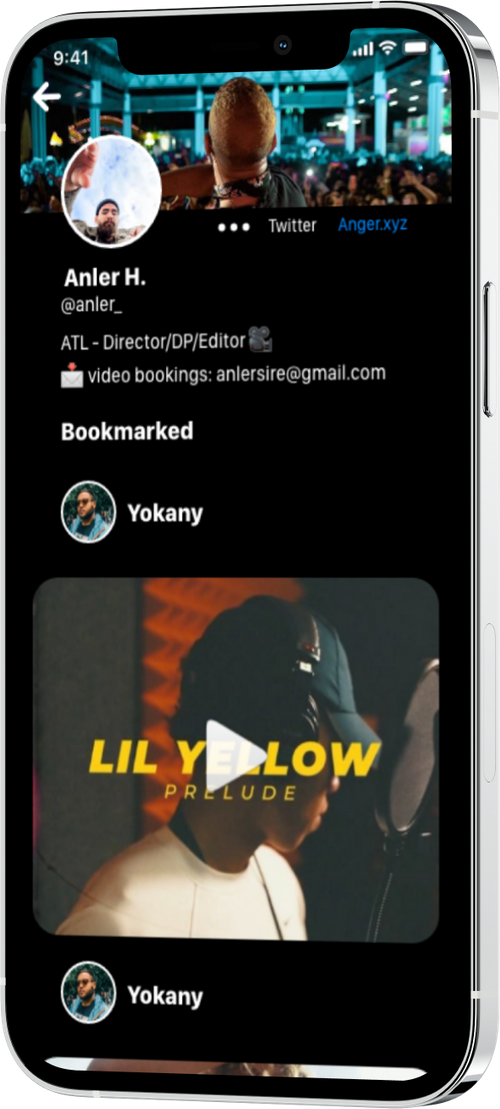 9:41
Twitter Anger.xyz
Anler H.
@anler_
ATL - Director/DP/Editor🎥
📩 video bookings: anlersire@gmail.com
Bookmarked
Yokany
LIL YELLOW
PRELUDE
Yokany